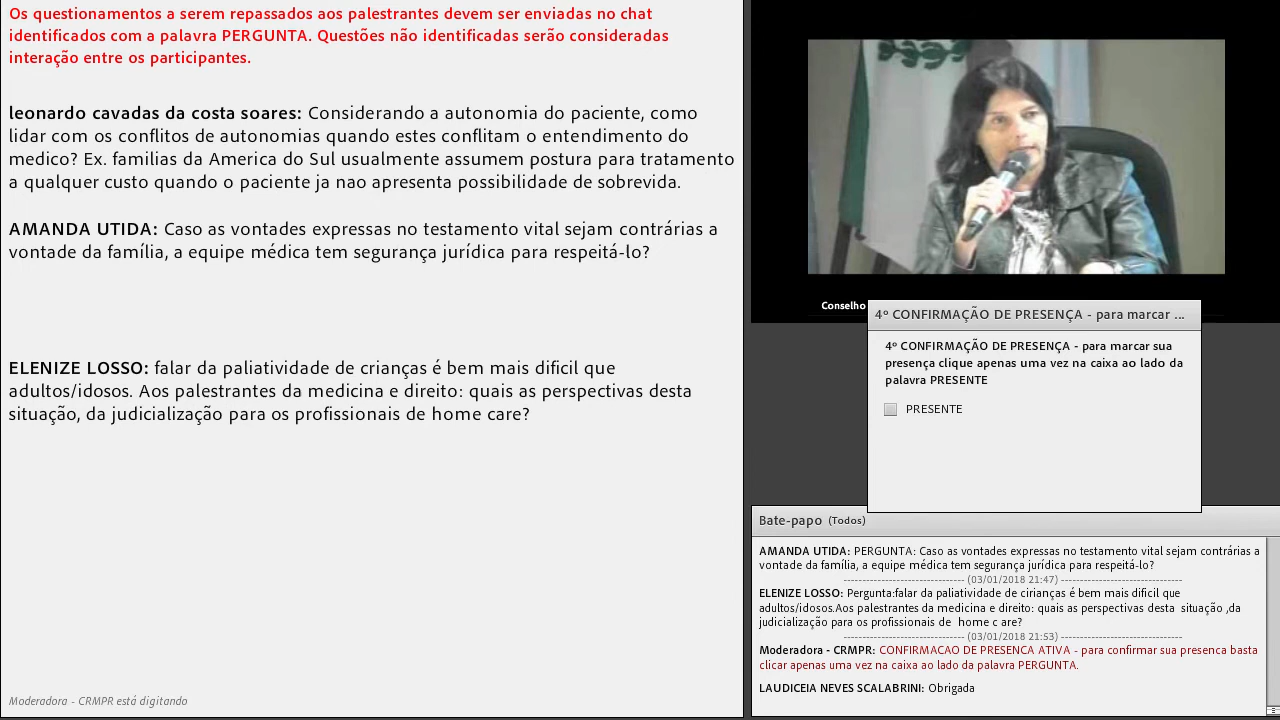 Os questionamentos a serem repassados aos palestrantes devem ser enviadas no chat
identificados com a palavra PERGUNTA. Questões não identificadas serão consideradas
interação entre os participantes.
leonardo cavadas da costa soares: Considerando a autonomia do paciente, como
lidar com os conflitos de autonomias quando estes conflitam o entendimento do
medico? Ex. familias da America do Sul usualmente assumem postura para tratamento
a qualquer custo quando o paciente ja nao apresenta possibilidade de sobrevida.
AMANDA UTIDA: Caso as vontades expressas no testamento vital sejam contrárias a
vontade da família, a equipe médica tem segurança jurídica para respeitá-lo?
ELENIZE LOSSO: falar da paliatividade de crianças é bem mais dificil que
adultos/idosos. Aos palestrantes da medicina e direito: quais as perspectivas desta
situação, da judicialização para os profissionais de home care?
Moderadora - CRMPR está digitando
Conselho
4º CONFIRMAÇÃO DE PRESENÇA - para marcar ...
4º CONFIRMAÇÃO DE PRESENÇA - para marcar sua
presença clique apenas uma vez na caixa ao lado da
palavra PRESENTE
PRESENTE
Bate-papo (Todos)
AMANDA UTIDA: PERGUNTA: Caso as vontades expressas no testamento vital sejam contrárias a
vontade da família, a equipe médica tem segurança jurídica para respeitá-lo?
------------------------------- (03/01/2018 21:47) -------------------------------
ELENIZE LOSSO: Pergunta:falar da paliatividade de cirianças é bem mais dificil que
adultos/idosos.Aos palestrantes da medicina e direito: quais as perspectivas desta situação ,da
judicialização para os profissionais de home c are?
------------------------------- (03/01/2018 21:53) -------------------------------
Moderadora - CRMPR: CONFIRMACAO DE PRESENCA ATIVA - para confirmar sua presenca basta
clicar apenas uma vez na caixa ao lado da palavra PERGUNTA.
LAUDICEIA NEVES SCALABRINI: Obrigada